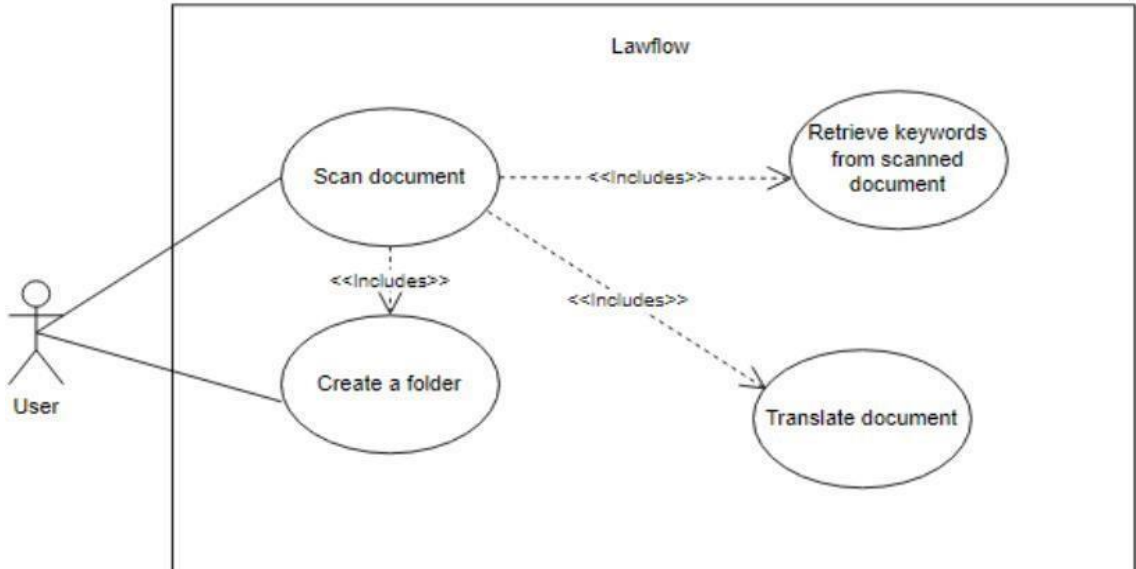 Lawflow
Retrieve keywords
from scanned
document
Scan document
<<Includes>>
<<Includes>>
<<Includes>>
Create a folder
Translate document
User